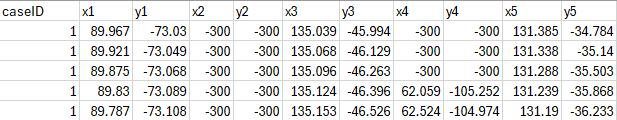 caseID x1 y1 x2 y2 x3 y3 x4 y4 x5 y5
1 89.967 -73.03 -300 -300 135.039 -45.994 -300 -300 131.385 -34.784
1 89.921 -73.049 -300 -300 135.068 -46.129 -300 -300 131.338 -35.14
1 89.875 -73.068 -300 -300 135.096 -46.263 -300 -300 131.288 -35.503
1 89.83 -73.089 -300 -300 135.124 -46.396 62.059 -105.252 131.239 -35.868
1 89.787 -73.108 -300 -300 135.153 -46.526 62.524 -104.974 131.19 -36.233